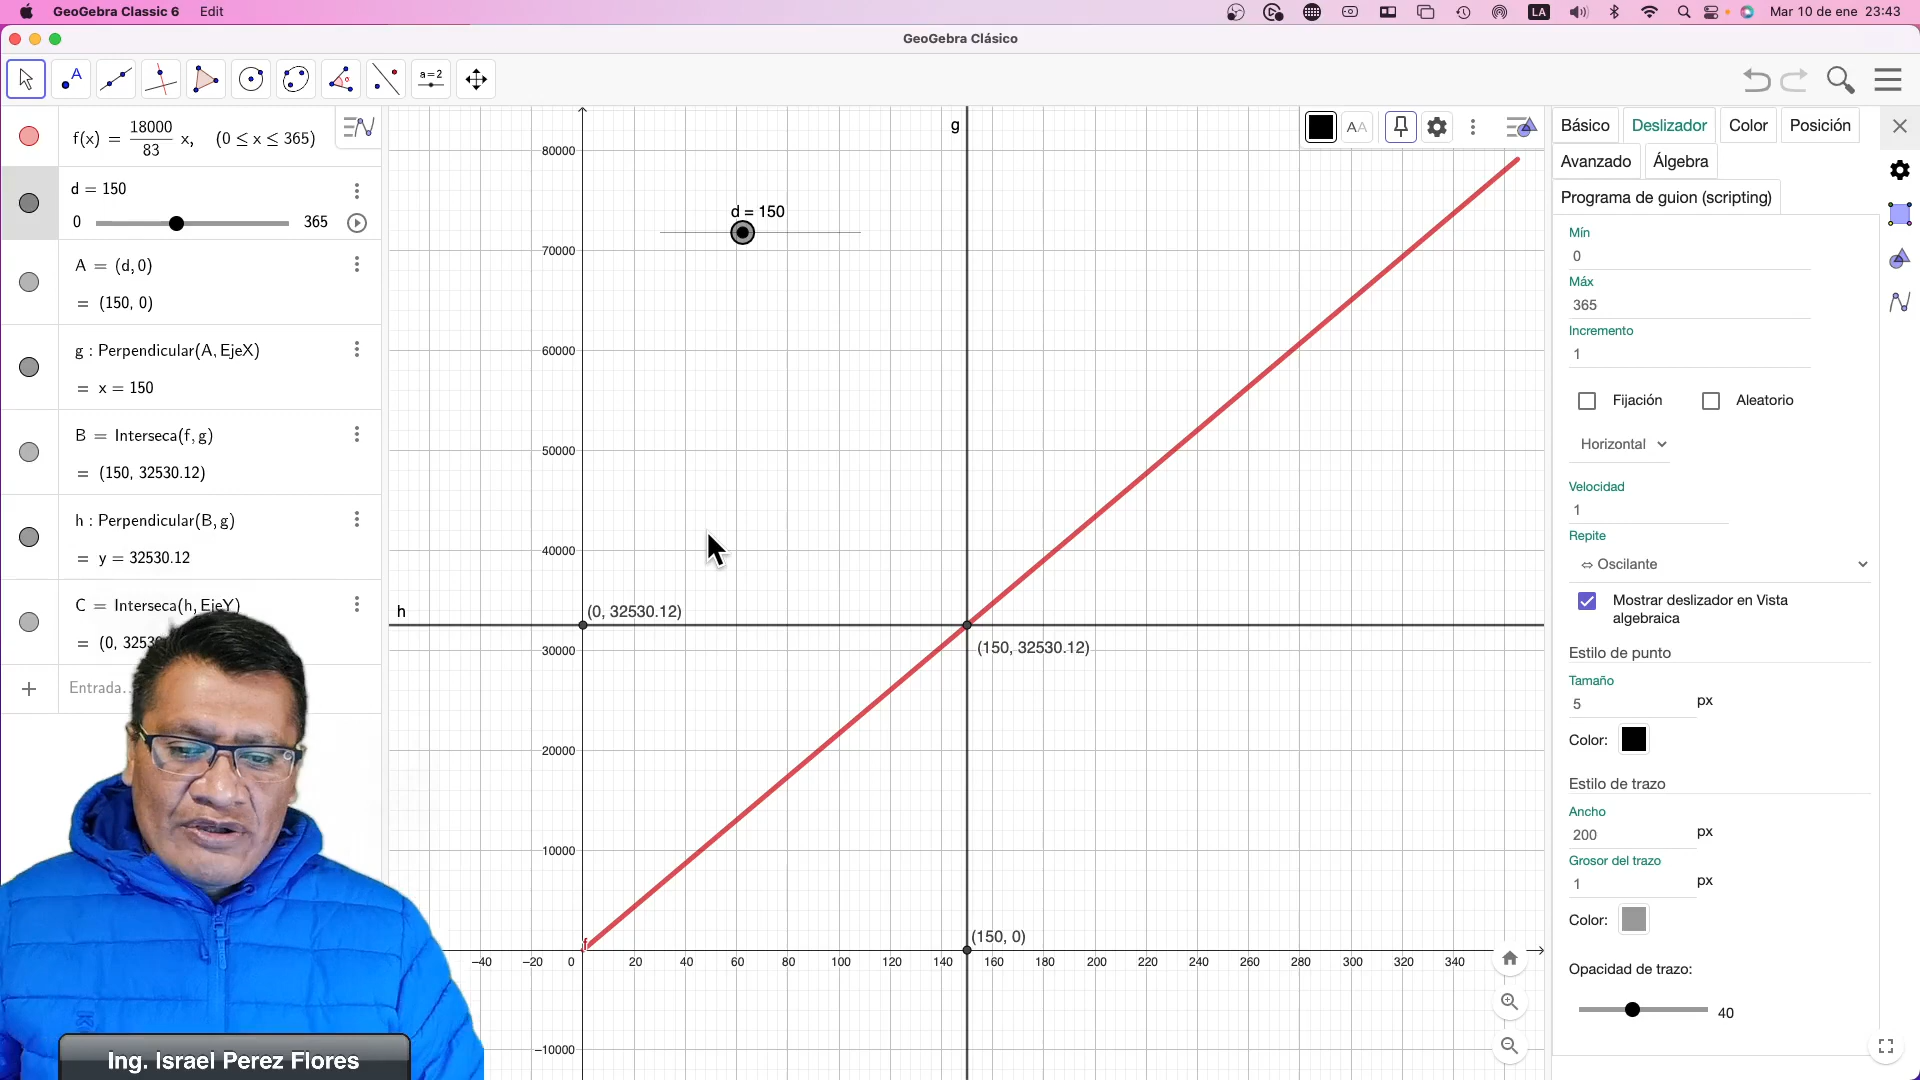 GeoGebra Classic 6 Edit
LA Mar 10 de ene 23:43
GeoGebra Clásico
A
a=2
f(x) = 18000/83 x, (0 ≤ x ≤ 365)
d = 150
0 365
A = (d, 0)
= (150, 0)
g : Perpendicular(A, EjeX)
= x = 150
B = Interseca(f, g)
= (150, 32530.12)
h : Perpendicular(B, g)
= y = 32530.12
C = Interseca(h, EjeY)
= (0, 3253
Entrada..
g
AA
80000
d = 150
70000
60000
50000
40000
h
(0, 32530.12)
(150, 32530.12)
30000
20000
10000
f
(150, 0)
-40 -20 0 20 40 60 80 100 120 140 160 180 200 220 240 260 280 300 320 340
-10000
Básico Deslizador Color Posición
Avanzado Álgebra
Programa de guion (scripting)
Mín
0
Máx
365
Incremento
1
Fijación Aleatorio
Horizontal
Velocidad
1
Repite
⇔ Oscilante
Mostrar deslizador en Vista
algebraica
Estilo de punto
Tamaño
5 px
Color:
Estilo de trazo
Ancho
200 px
Grosor del trazo
1 px
Color:
Opacidad de trazo:
40
Ing. Israel Perez Flores